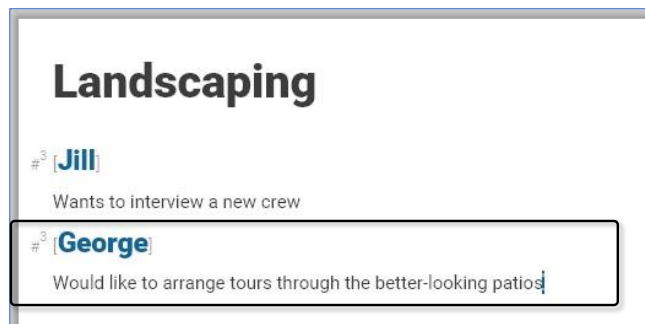 Landscaping
#3 [Jill]
Wants to interview a new crew
#3 [George]
Would like to arrange tours through the better-looking patios